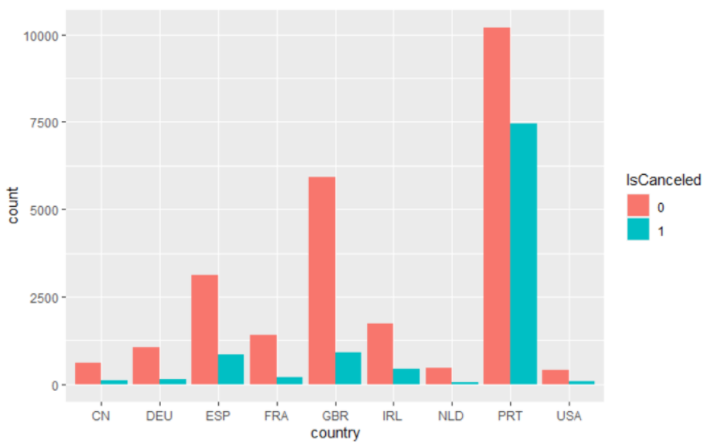 10000
7500
5000
2500
0
count
CN DEU ESP FRA GBR IRL NLD PRT USA
country
IsCanceled
0
1